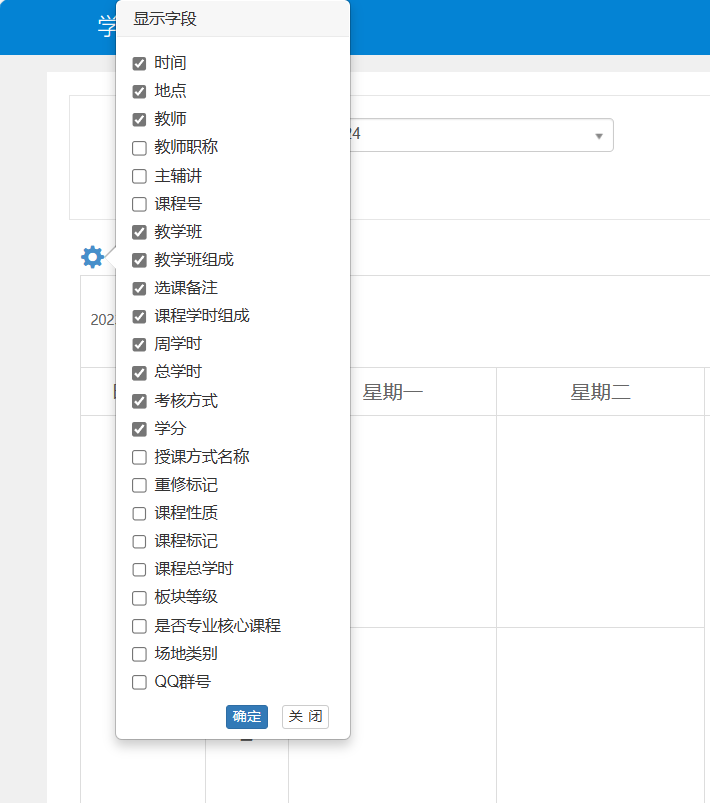 学
显示字段
时间
地点
教师
24
教师职称
主辅讲
课程号
教学班
教学班组成
选课备注
课程学时组成
202
周学时
总学时
星期一
星期二
考核方式
学分
授课方式名称
重修标记
课程性质
课程标记
课程总学时
板块等级
是否专业核心课程
场地类别
QQ群号
确定
关 闭